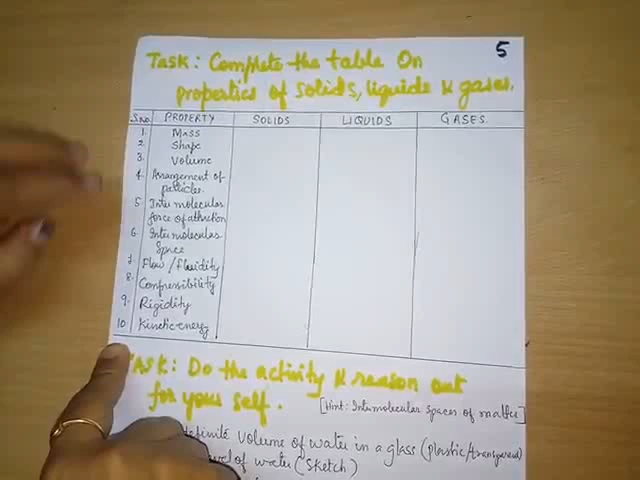 5
Task: Complete the table On
properties of solids, liquids & gases.
S.No. PROPERTY SOLIDS LIQUIDS GASES.
1. Mass
2 Shape
3. Volume
4. Arrangement of
particles.
5 Intermolecular
force of attraction
6. Intermolecular
Space
7. Flow / fluidity
8. Compressibility
9. Rigidity
10 Kinetic energy
Task: Do the activity & reason out
for your self.
[Hint: Intermolecular Spaces of matter]
definite volume of water in a glass (plastic/transparent)
level of water (Sketch)